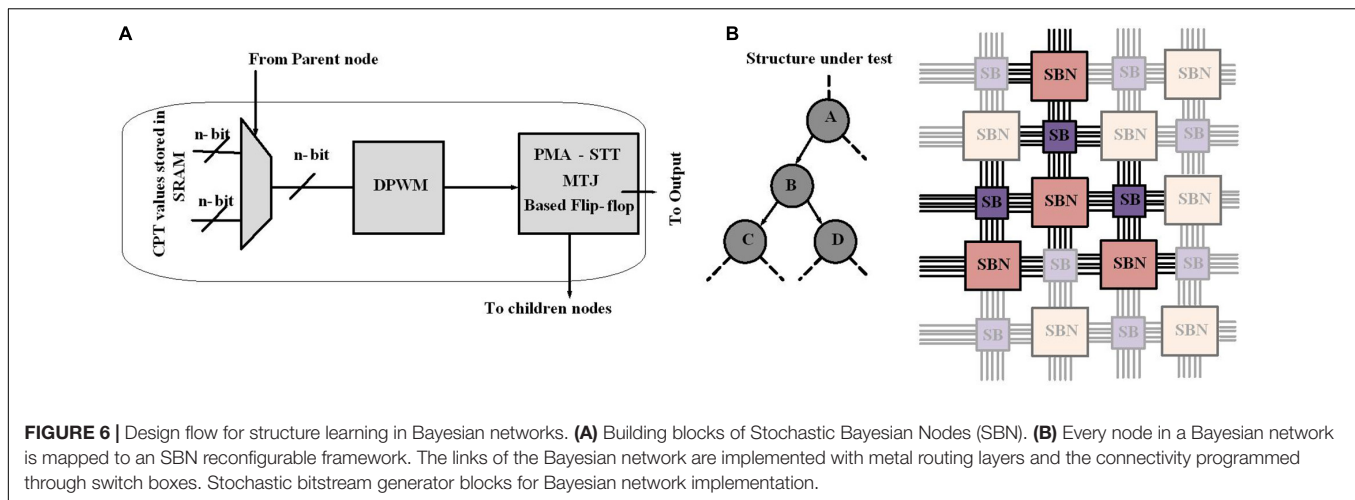 A
From Parent node
CPT values stored in
SRAM
n- bit
n-bit
n-bit
DPWM
PMA - STT
MTJ
Based Flip-flop
To Output
To children nodes
B
Structure under test
A
B
C
D
SB SBN SB SBN
SBN SB SBN SB
SB SBN SB SBN
SBN SB SBN SB
SB SBN SB SBN
FIGURE 6 | Design flow for structure learning in Bayesian networks. (A) Building blocks of Stochastic Bayesian Nodes (SBN). (B) Every node in a Bayesian network
is mapped to an SBN reconfigurable framework. The links of the Bayesian network are implemented with metal routing layers and the connectivity programmed
through switch boxes. Stochastic bitstream generator blocks for Bayesian network implementation.